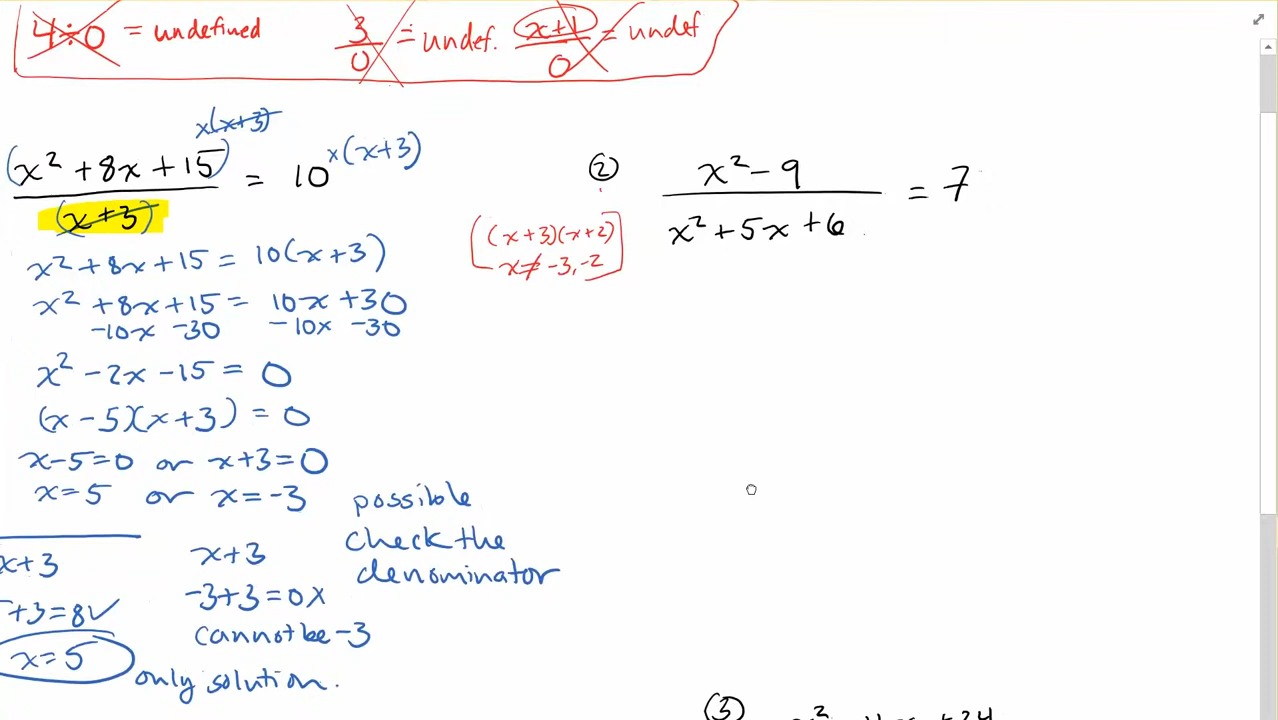 4÷0 = undefined
3/0 = undef.
x+1/0 = undef
(x² + 8x + 15)/(x+3) = 10
x(x+3)
x(x+3)
x² + 8x + 15 = 10(x+3)
x² + 8x + 15 = 10x + 30
-10x -30 -10x -30
x² - 2x - 15 = 0
(x - 5)(x + 3) = 0
x-5=0 or x+3=0
x=5 or x=-3
possible
check the
denominator
x+3
+3=8✓
x=5
x+3
-3+3=0x
cannot be -3
only solution.
②
x² - 9/x² + 5x + 6 = 7
(x+3)(x+2)
x≠ -3, -2
③